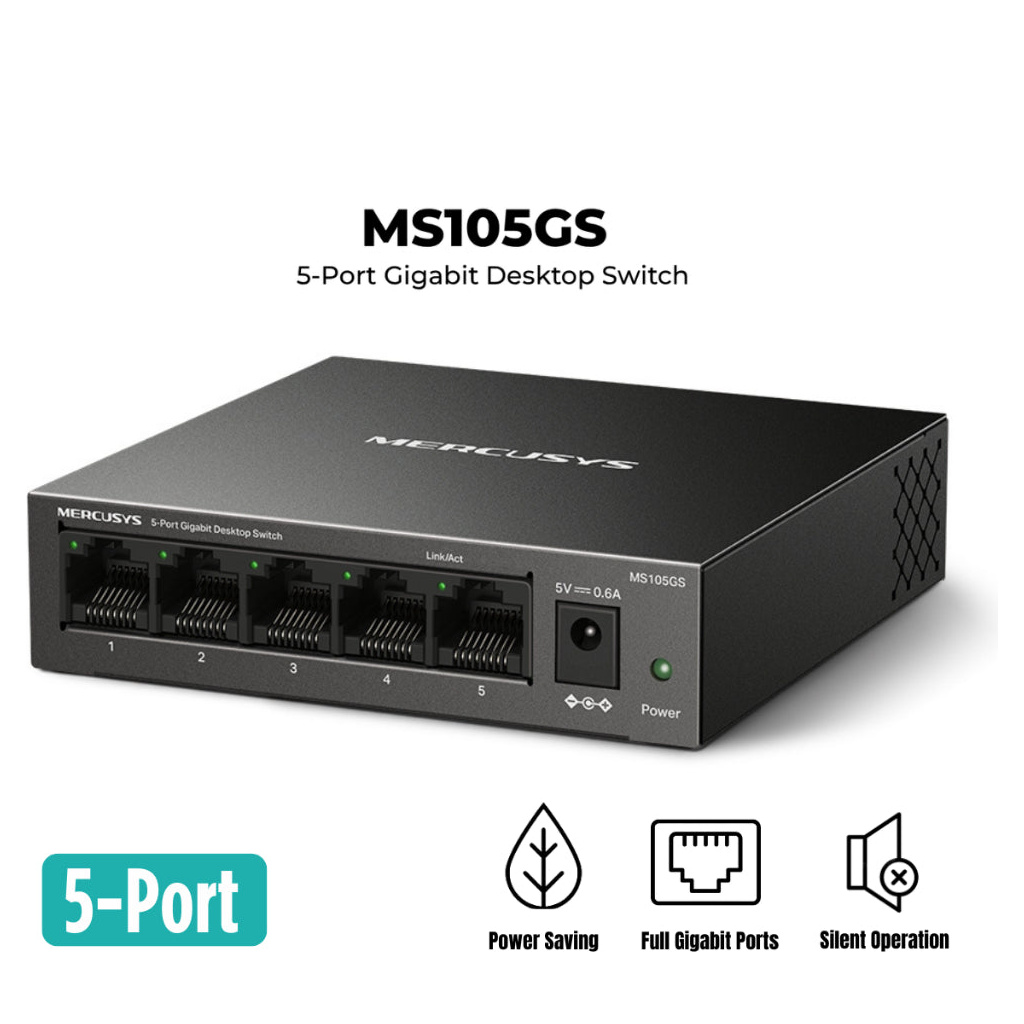 MS105GS
5-Port Gigabit Desktop Switch
MERCUSYS
MERCUSYS 5-Port Gigabit Desktop Switch
Link/Act
MS105GS
5V⎓0.6A
1 2 3 4 5
Power
5-Port
Power Saving
Full Gigabit Ports
Silent Operation